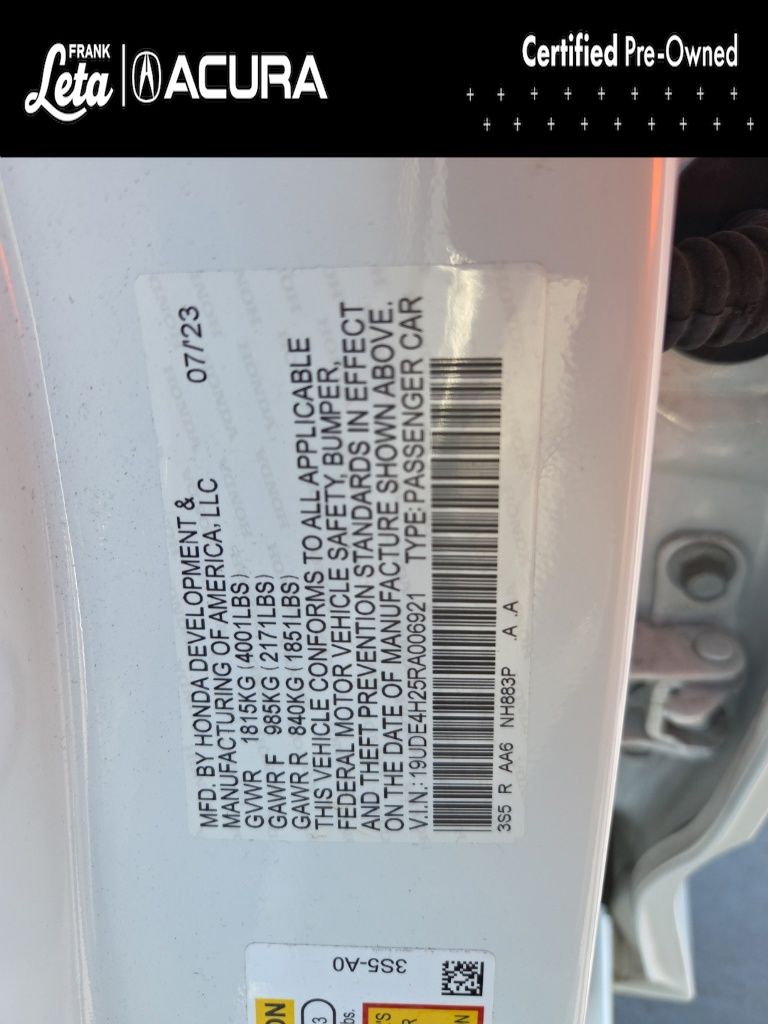 FRANK
Leta
ACURA
Certified Pre-Owned
MFD. BY HONDA DEVELOPMENT & 07/'23
MANUFACTURING OF AMERICA, LLC
GVWR 1815KG (4001LBS)
GAWR F 985KG (2171LBS)
GAWR R 840KG (1851LBS)
THIS VEHICLE CONFORMS TO ALL APPLICABLE
FEDERAL MOTOR VEHICLE SAFETY, BUMPER,
AND THEFT PREVENTION STANDARDS IN EFFECT
ON THE DATE OF MANUFACTURE SHOWN ABOVE.
V.I.N.: 19UDE4H25RA006921 TYPE: PASSENGER CAR
3S5 R AA6 NH883P .A .A
3S5-A0